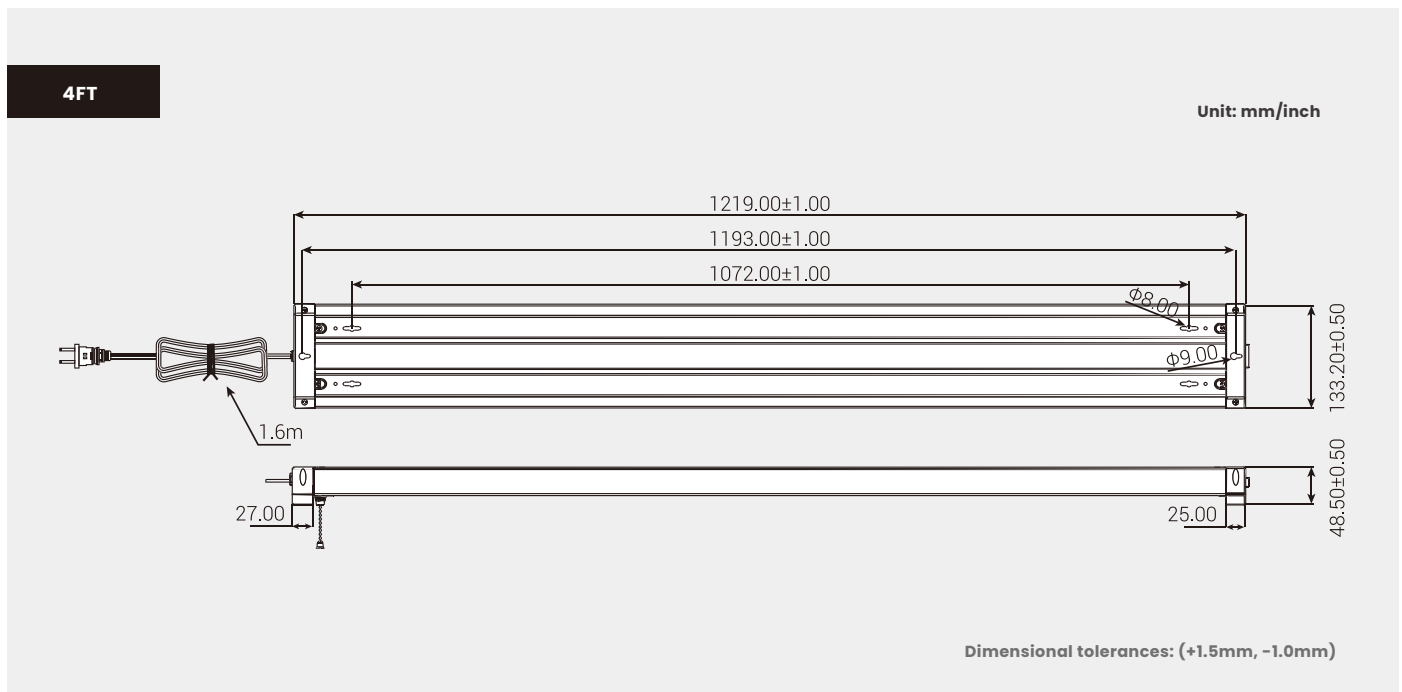 4FT
Unit: mm/inch
1219.00±1.00
1193.00±1.00
1072.00±1.00
Φ8.00
Φ9.00
133.20±0.50
1.6m
48.50±0.50
27.00
25.00
Dimensional tolerances: (+1.5mm, -1.0mm)